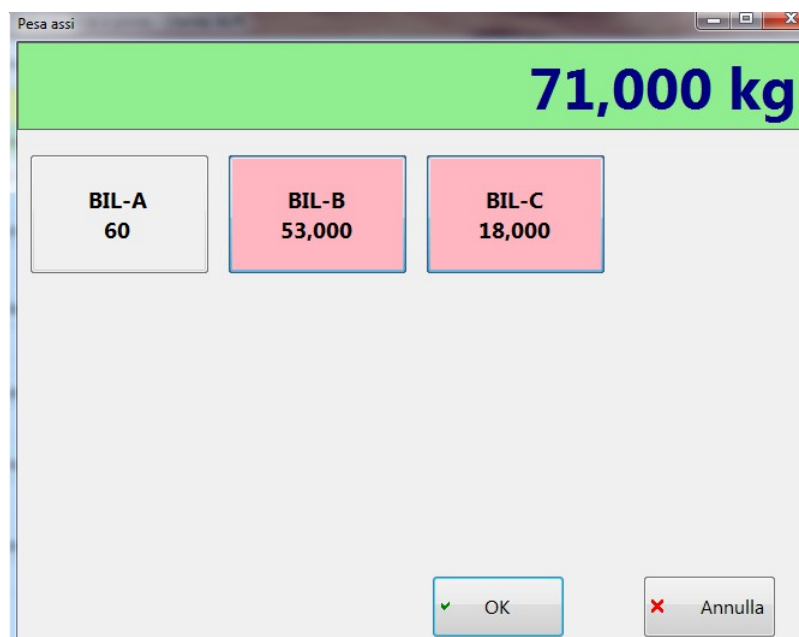 Pesa assi
71,000 kg
BIL-A
60
BIL-B
53,000
BIL-C
18,000
OK
Annulla